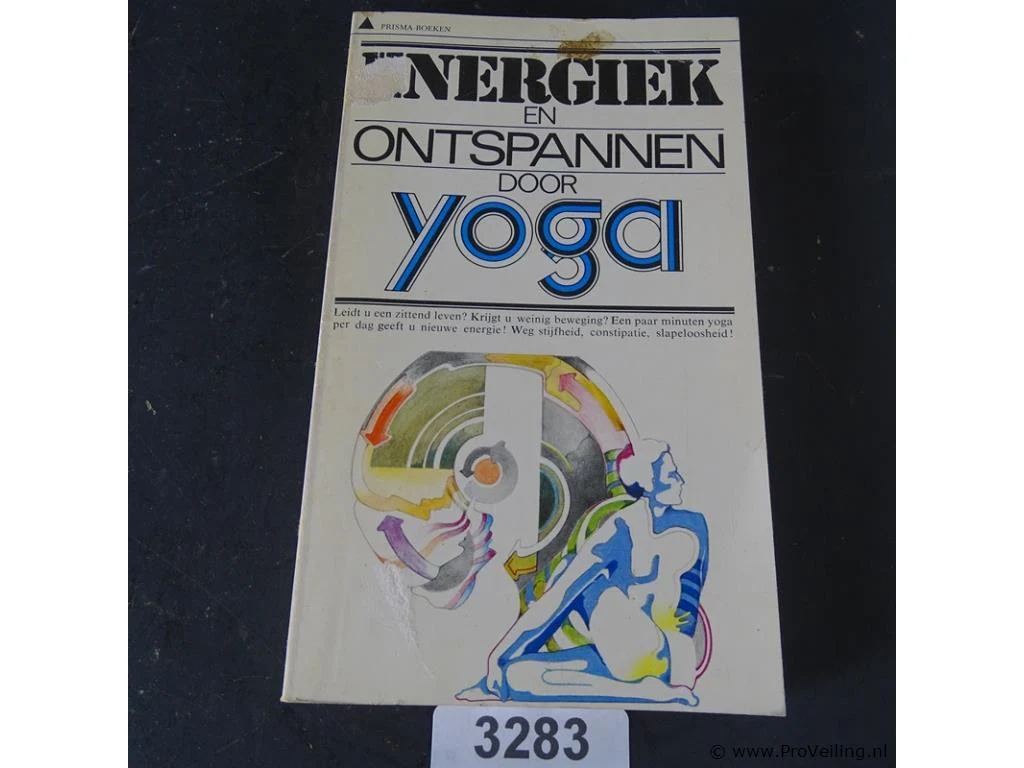 PRISMA-BOEKEN
ENERGIEK
EN
ONTSPANNEN
DOOR
yoga
Leidt u een zittend leven? Krijgt u weinig beweging? Een paar minuten yoga
per dag geeft u nieuwe energie! Weg stijfheid, constipatie, slapeloosheid!
3283
© www.ProVeiling.nl